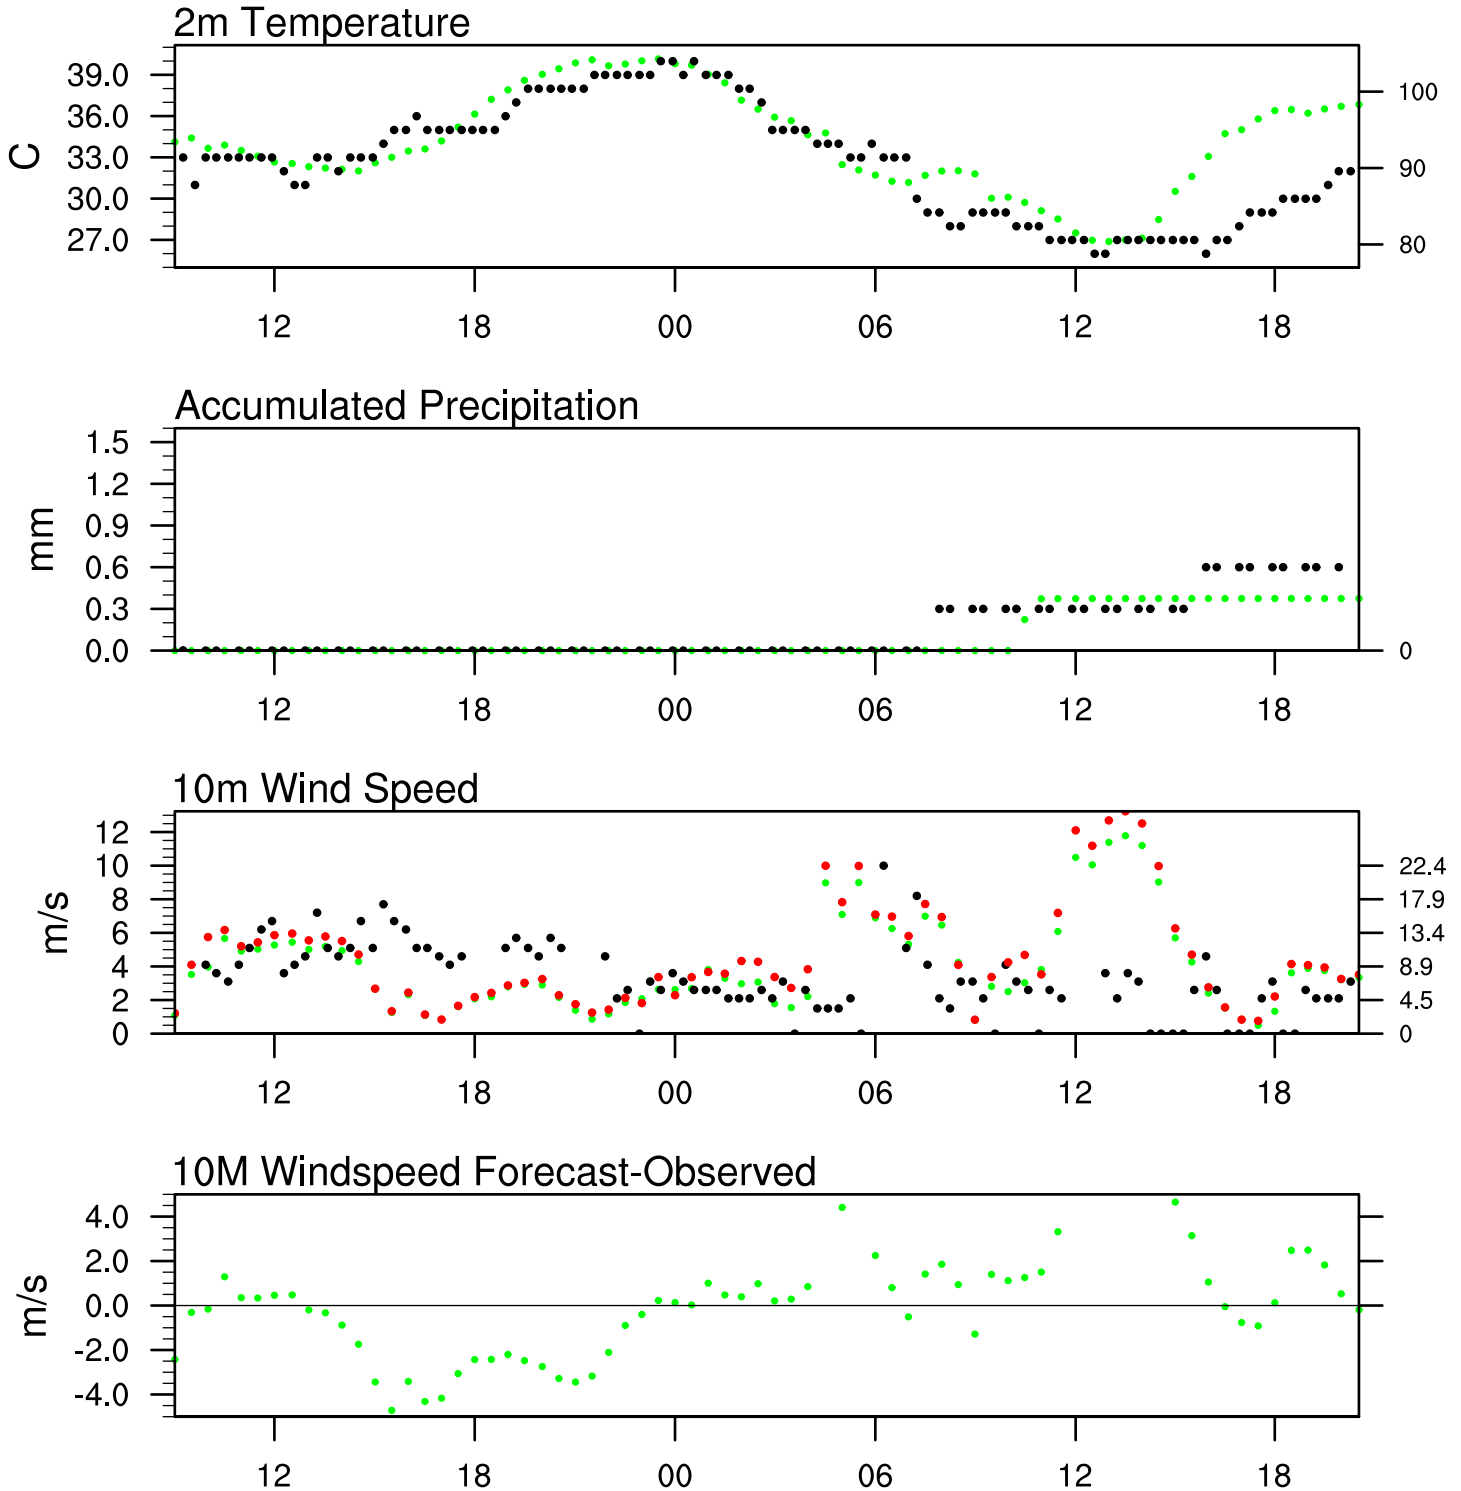 2m Temperature
39.0
36.0
33.0
30.0
27.0
C
100
90
80
12 18 00 06 12 18
Accumulated Precipitation
1.5
1.2
0.9
0.6
0.3
0.0
mm
0
12 18 00 06 12 18
10m Wind Speed
12
10
8
6
4
2
0
m/s
22.4
17.9
13.4
8.9
4.5
0
12 18 00 06 12 18
10M Windspeed Forecast-Observed
4.0
2.0
0.0
-2.0
-4.0
m/s
12 18 00 06 12 18